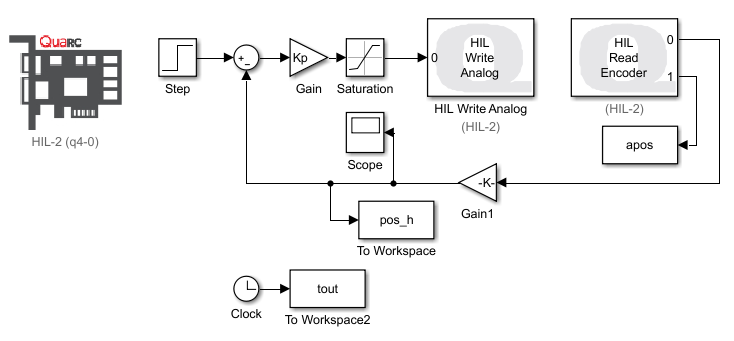 QUARC
HIL-2 (q4-0)
Step
+
-
Kp
Gain
Saturation
0
HIL
Write
Analog
HIL Write Analog
(HIL-2)
HIL
Read
Encoder
0
1
(HIL-2)
apos
Scope
-K-
Gain1
pos_h
To Workspace
Clock
tout
To Workspace2